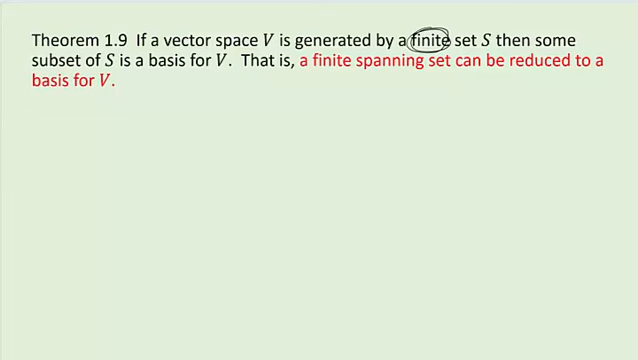 Theorem 1.9 If a vector space V is generated by a finite set S then some
subset of S is a basis for V. That is, a finite spanning set can be reduced to a
basis for V.